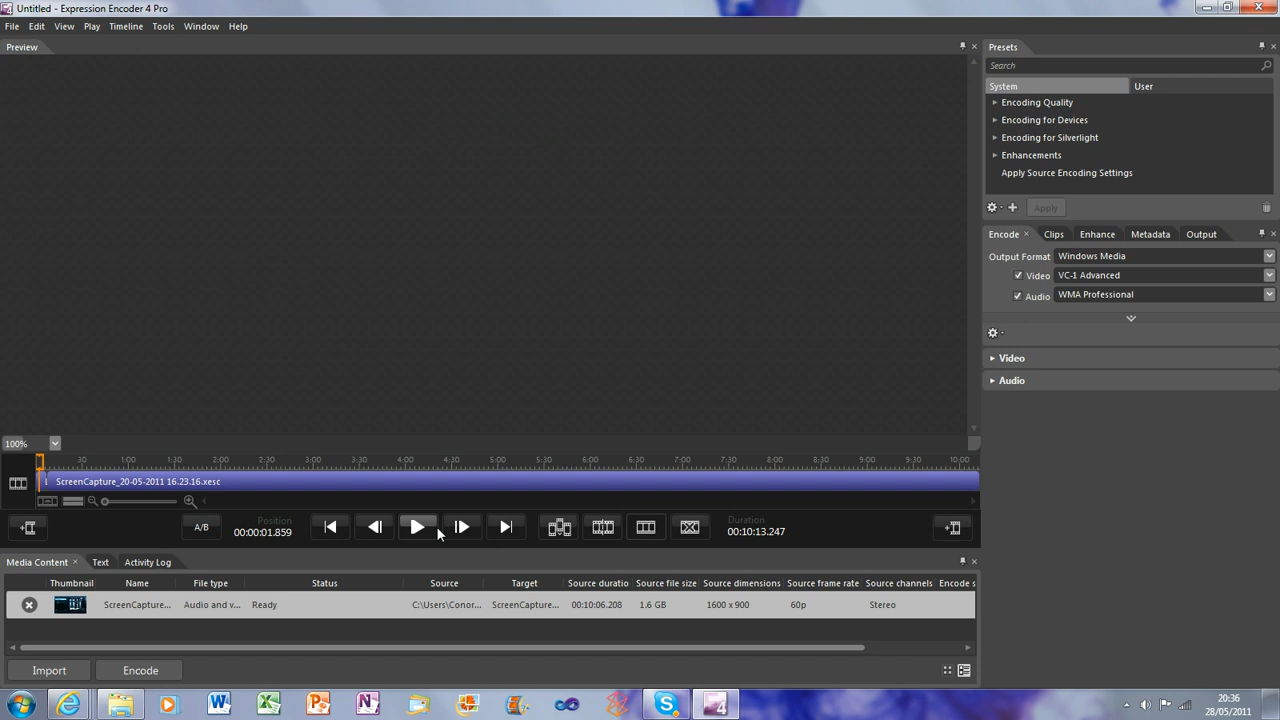 Untitled - Expression Encoder 4 Pro
File Edit View Play Timeline Tools Window Help
Preview
Presets
Search
System User
Encoding Quality
Encoding for Devices
Encoding for Silverlight
Enhancements
Apply Source Encoding Settings
Apply
Encode Clips Enhance Metadata Output
Output Format Windows Media
Video VC-1 Advanced
Audio WMA Professional
Video
Audio
100%
30 1:00 1:30 2:00 2:30 3:00 3:30 4:00 4:30 5:00 5:30 6:00 6:30 7:00 7:30 8:00 8:30 9:00 9:30 10:00
1 ScreenCapture_20-05-2011 16.23.16.xesc
A/B
Position
00:00:01.859
Duration
00:10:13.247
Media Content Text Activity Log
Thumbnail Name File type Status Source Target Source duratio Source file size Source dimensions Source frame rate Source channels Encode s
ScreenCapture... Audio and v... Ready C:\Users\Conor... ScreenCapture... 00:10:06.208 1.6 GB 1600 x 900 60p Stereo
Import Encode
20:36
28/05/2011